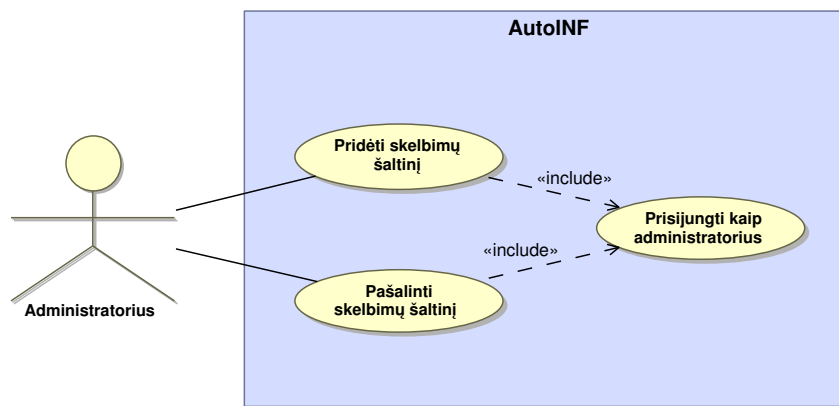 AutoINF
Pridėti skelbimų
šaltinį
«include»
Prisijungti kaip
administratorius
«include»
Pašalinti
skelbimų šaltinį
Administratorius